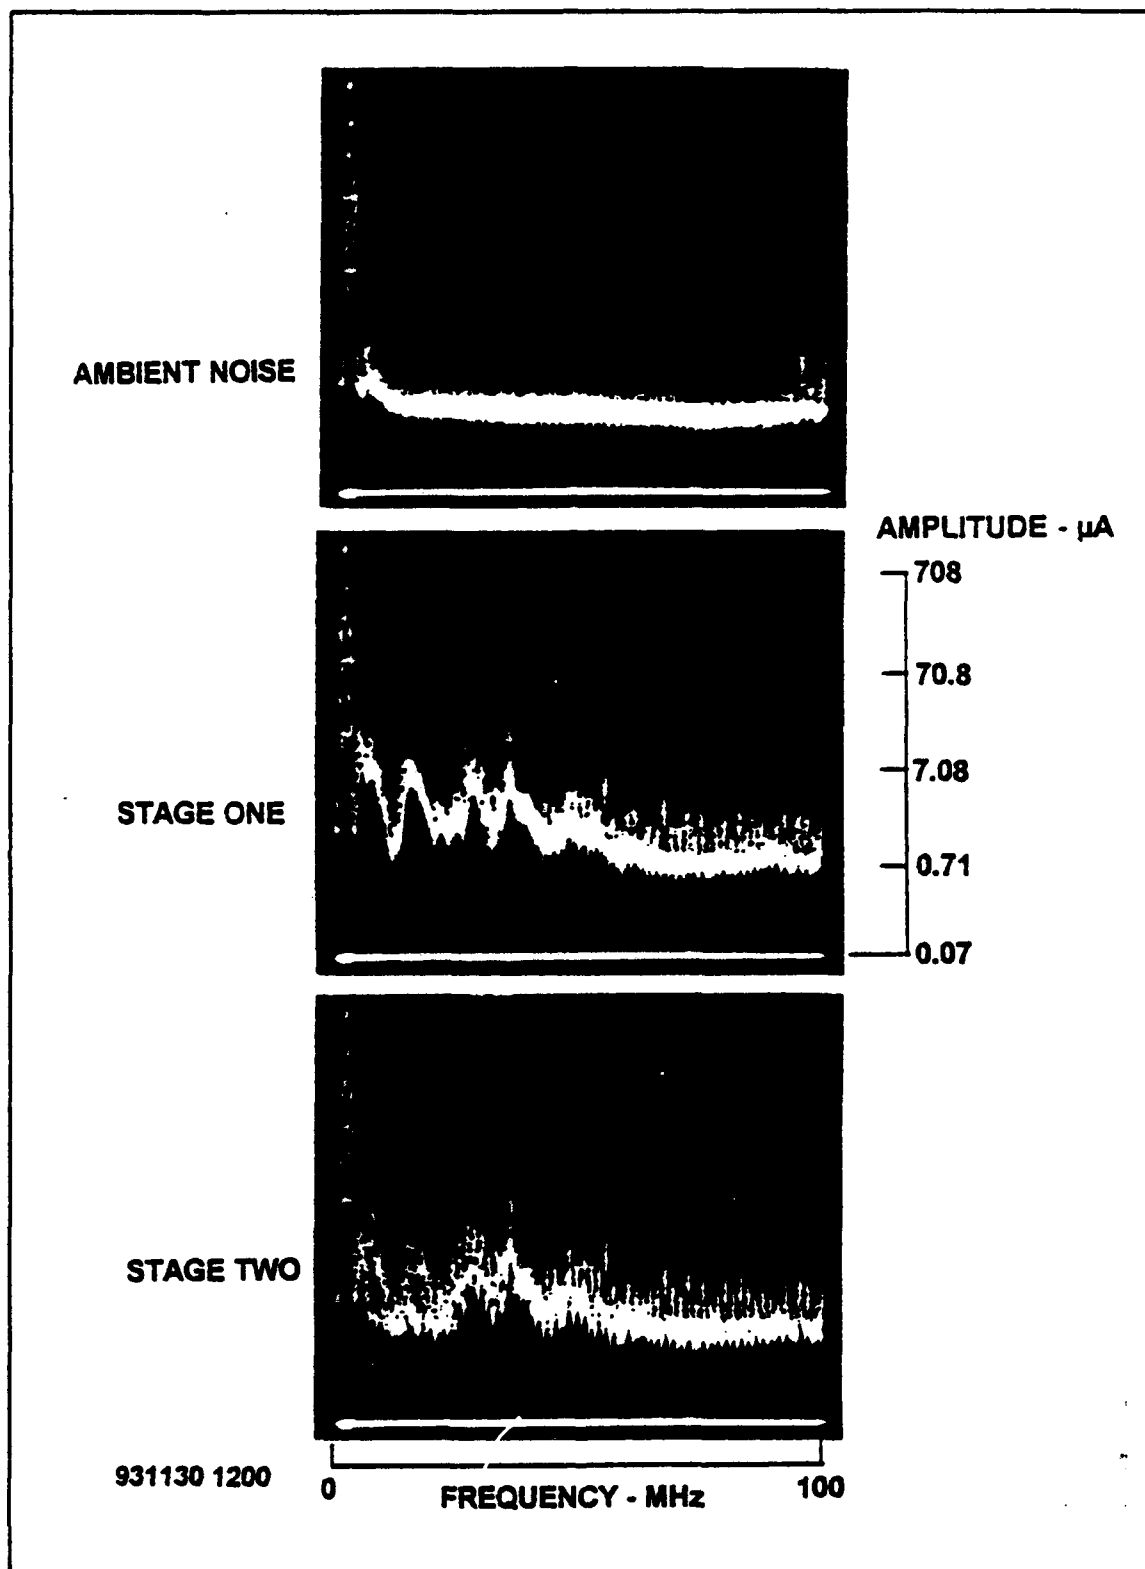 AMBIENT NOISE
AMPLITUDE - µA
708
70.8
7.08
STAGE ONE
0.71
0.07
STAGE TWO
931130 1200
0
100
FREQUENCY - MHz